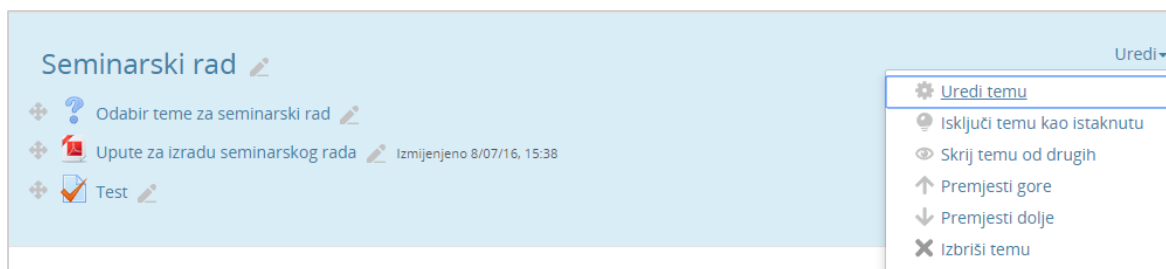 Uredi
Seminarski rad
Odabir teme za seminarski rad
Upute za izradu seminarskog rada Izmijenjeno 8/07/16, 15:38
Test
Uredi temu
Isključi temu kao istaknutu
Skrij temu od drugih
Premjesti gore
Premjesti dolje
Izbriši temu